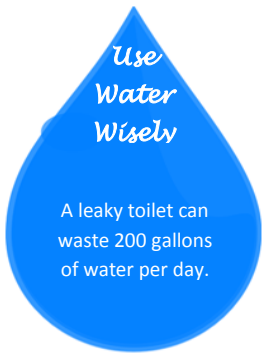 Use
Water
Wisely
A leaky toilet can
waste 200 gallons
of water per day.